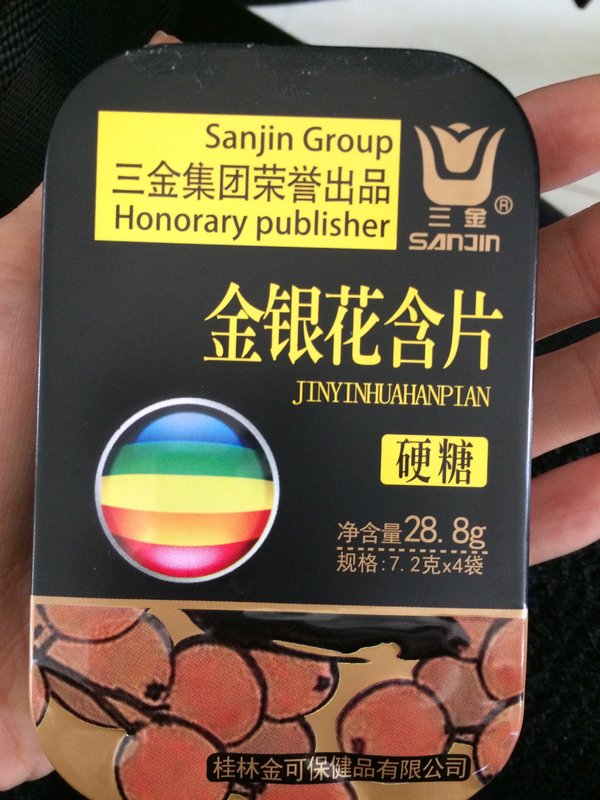 Sanjin Group
三金集团荣誉出品
Honorary publisher
三金®
SANJIN
金银花含片
JINYINHUAHANPIAN
硬糖
净含量28.8g
规格:7.2克x4袋
桂林金可保健品有限公司